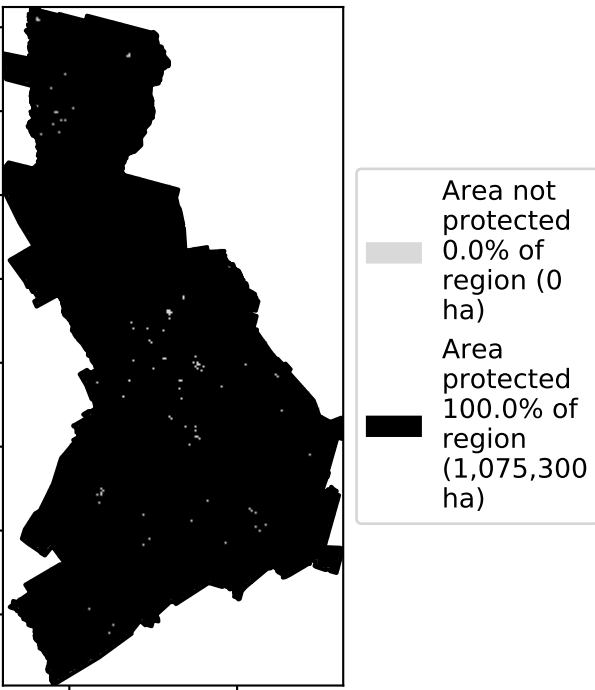 Area not
protected
0.0% of
region (0
ha)
Area
protected
100.0% of
region
(1,075,300
ha)